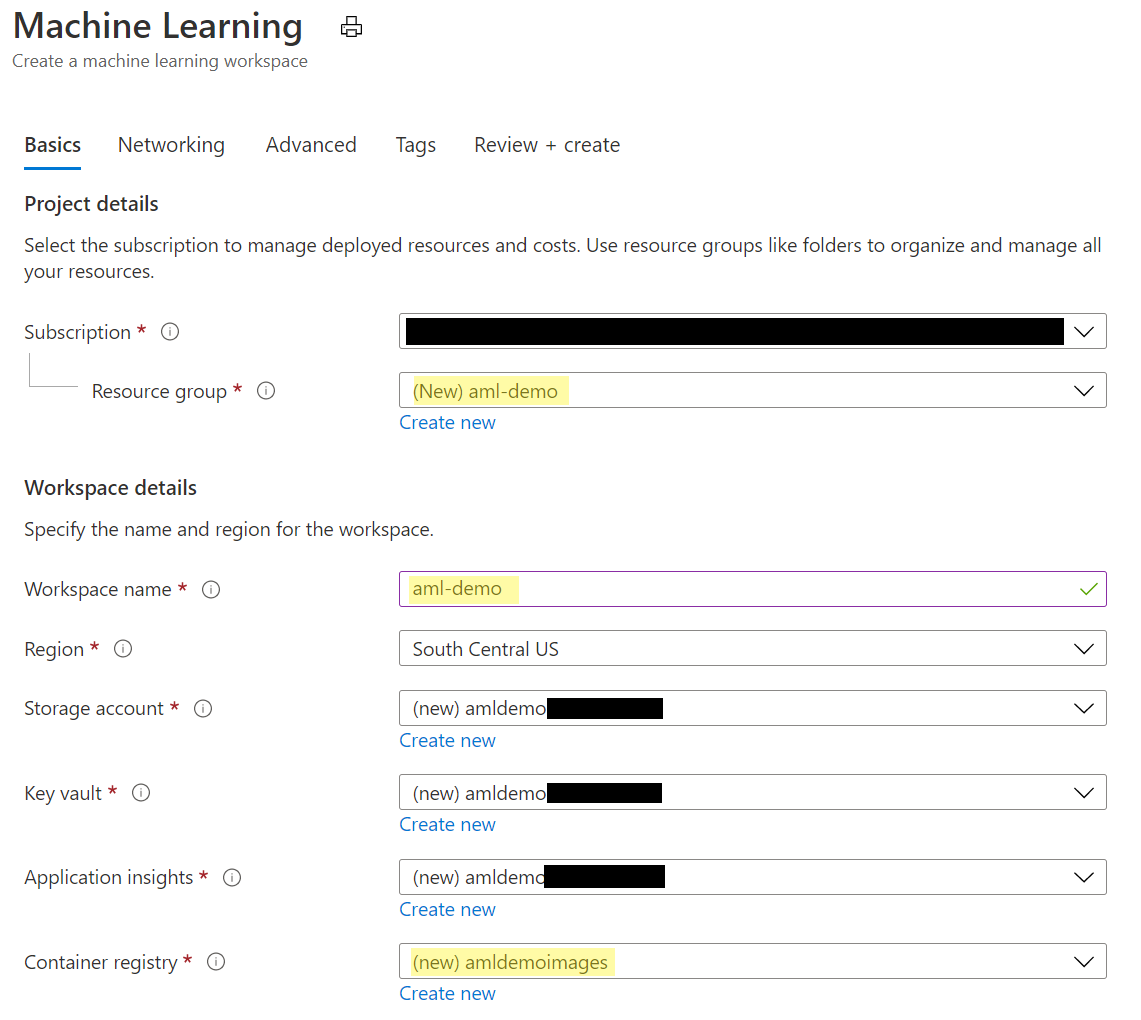 Machine Learning
Create a machine learning workspace
Basics Networking Advanced Tags Review + create
Project details
Select the subscription to manage deployed resources and costs. Use resource groups like folders to organize and manage all
your resources.
Subscription *
Resource group * (New) aml-demo
Create new
Workspace details
Specify the name and region for the workspace.
Workspace name * aml-demo
Region * South Central US
Storage account * (new) amldemo
Create new
Key vault * (new) amldemo
Create new
Application insights * (new) amldemo
Create new
Container registry * (new) amldemoimages
Create new